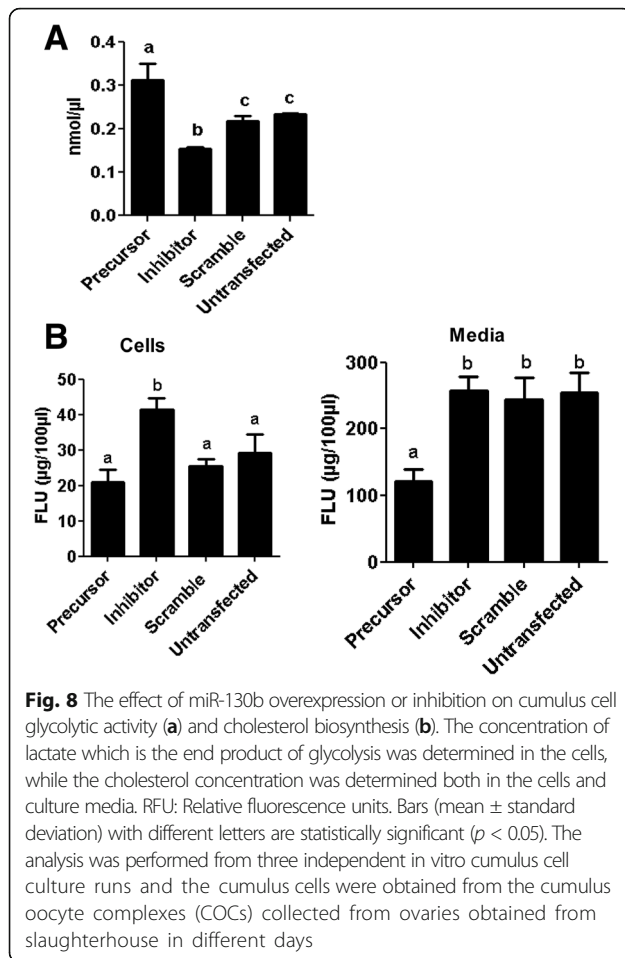 A
a
b
c
c
nmol/µl
0.4
0.3
0.2
0.1
0.0
Precursor
Inhibitor
Scramble
Untransfected
B
Cells
a
b
a
a
FLU (µg/100µl)
50
40
30
20
10
0
Precursor
Inhibitor
Scramble
Untransfected
Media
a
b
b
b
FLU (µg/100µl)
300
200
100
0
Precursor
Inhibitor
Scramble
Untransfected
Fig. 8 The effect of miR-130b overexpression or inhibition on cumulus cell
glycolytic activity (a) and cholesterol biosynthesis (b). The concentration of
lactate which is the end product of glycolysis was determined in the cells,
while the cholesterol concentration was determined both in the cells and
culture media. RFU: Relative fluorescence units. Bars (mean ± standard
deviation) with different letters are statistically significant (p < 0.05). The
analysis was performed from three independent in vitro cumulus cell
culture runs and the cumulus cells were obtained from the cumulus
oocyte complexes (COCs) collected from ovaries obtained from
slaughterhouse in different days